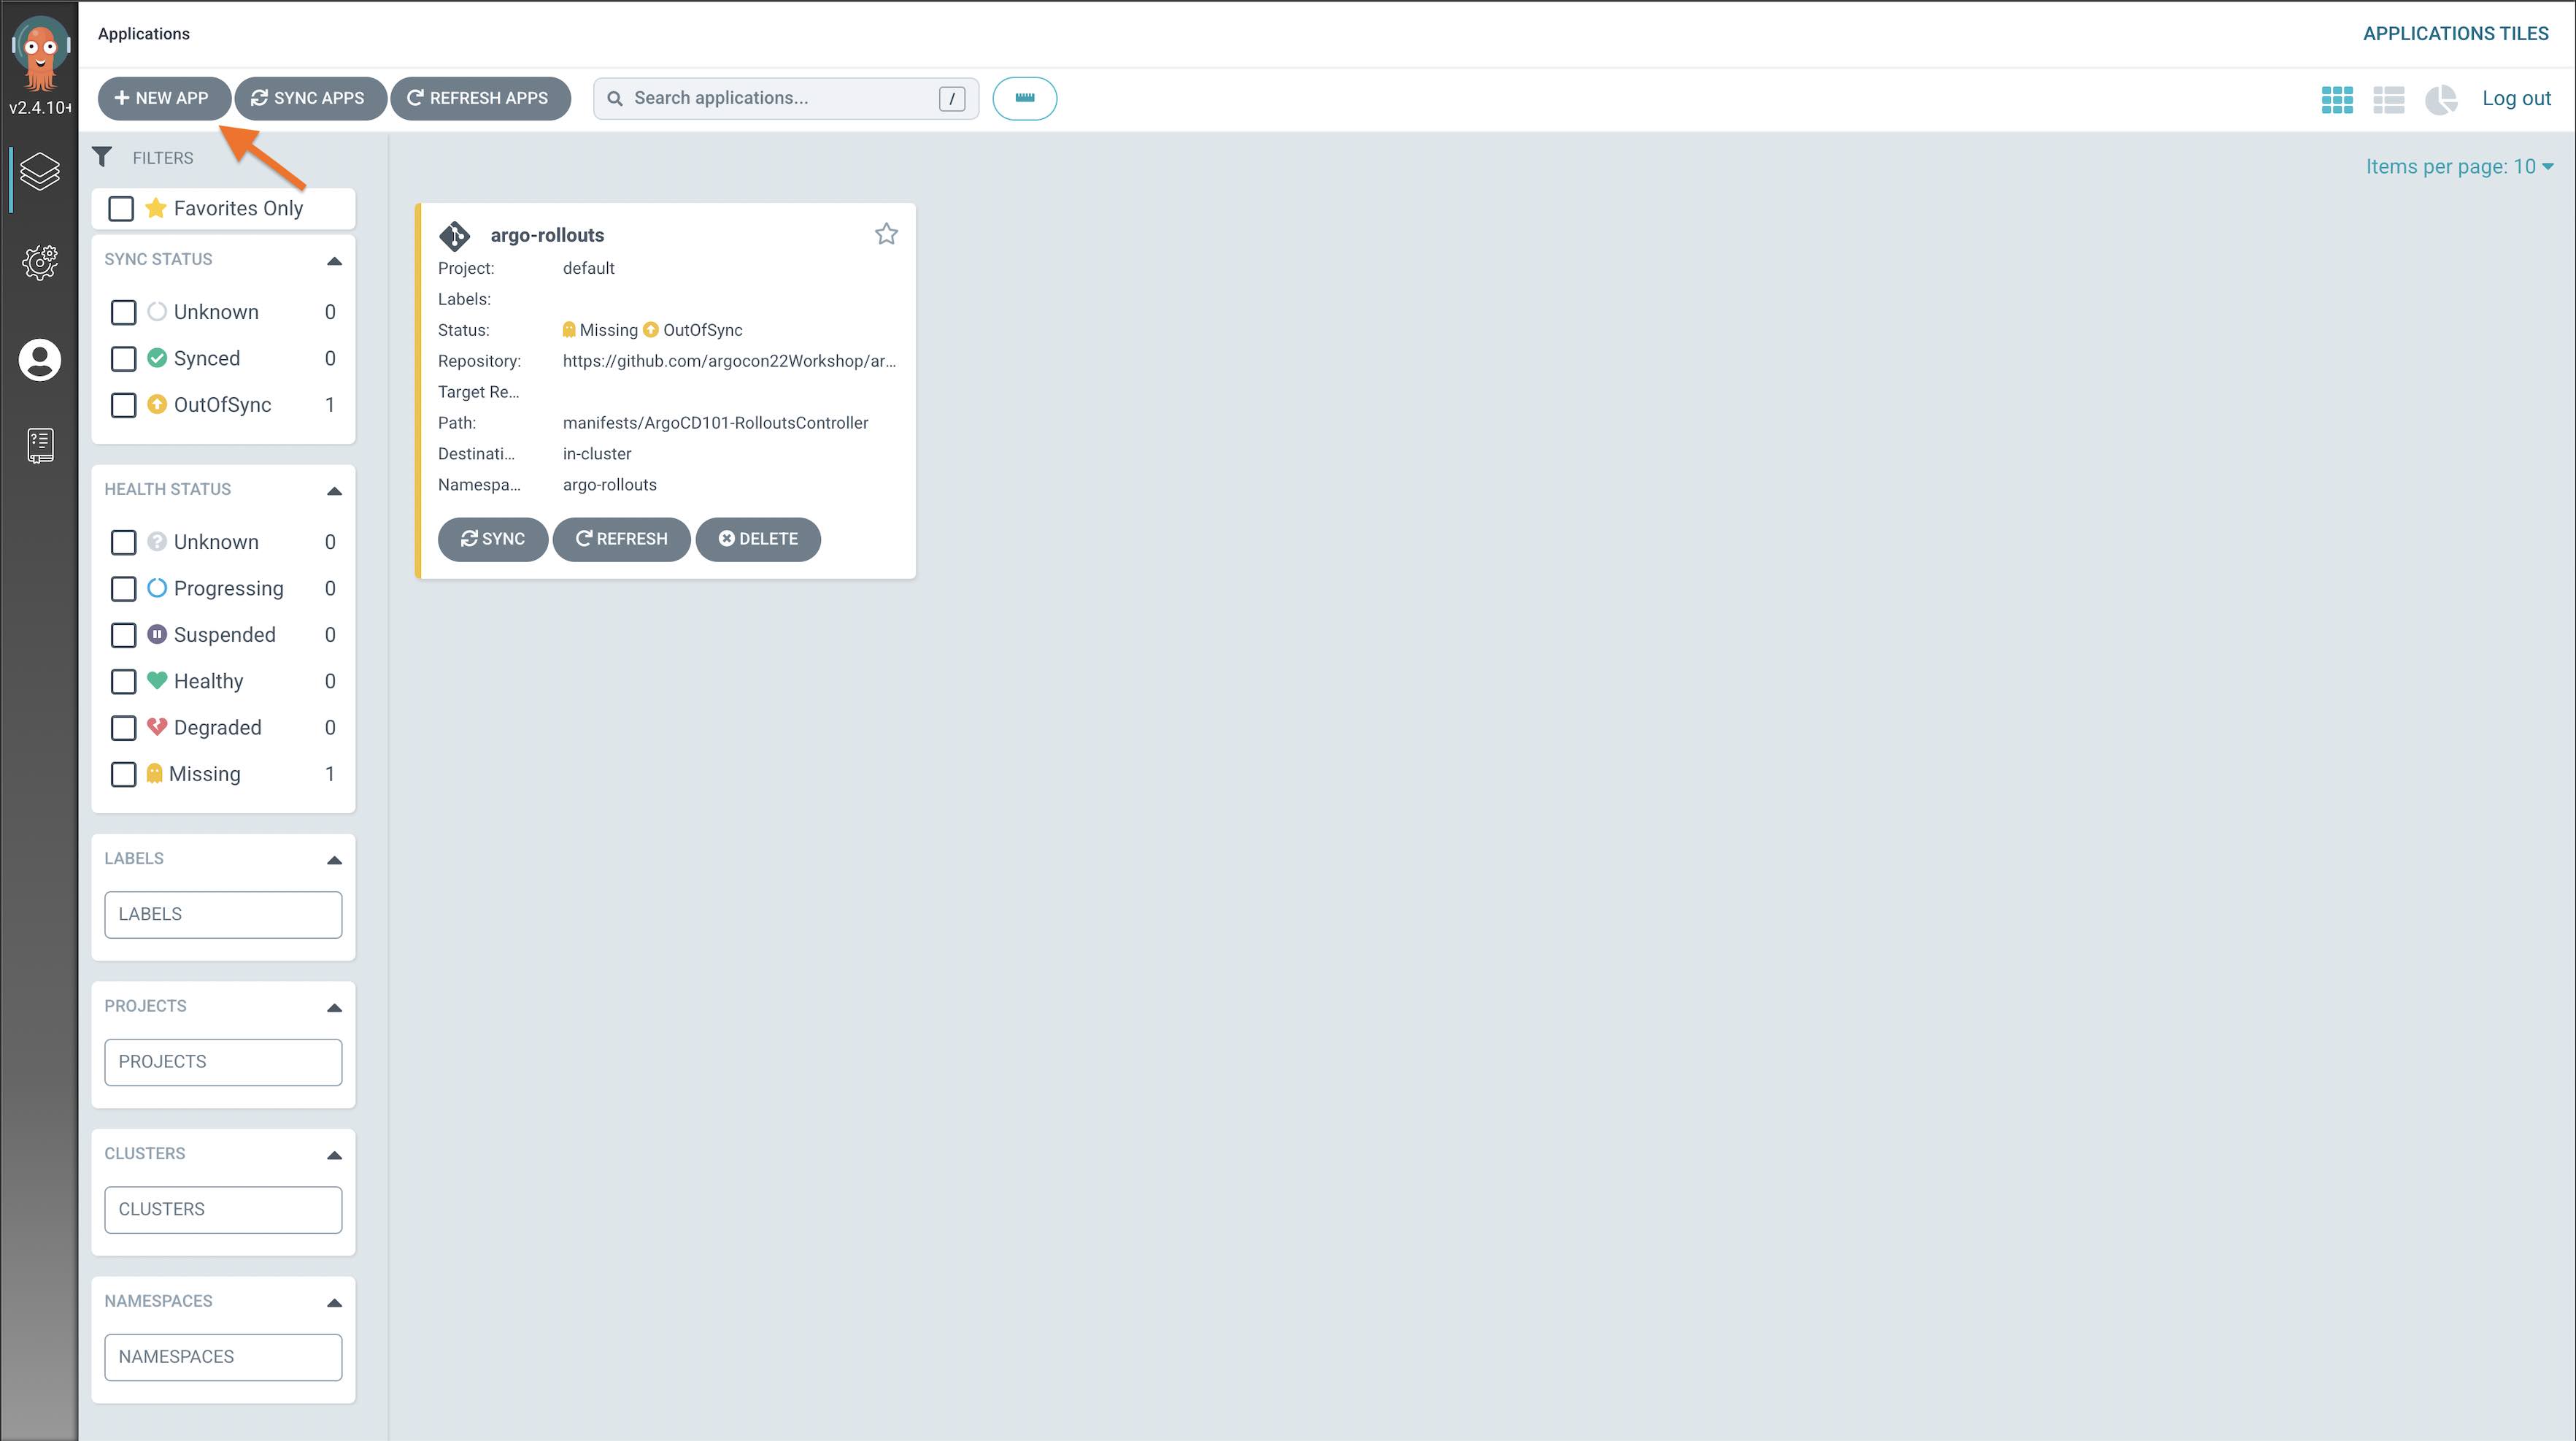 Applications
APPLICATIONS TILES
v2.4.10+
NEW APP
SYNC APPS
REFRESH APPS
Search applications...
/
Log out
FILTERS
Items per page: 10
Favorites Only
SYNC STATUS
Unknown 0
Synced 0
OutOfSync 1
HEALTH STATUS
Unknown 0
Progressing 0
Suspended 0
Healthy 0
Degraded 0
Missing 1
LABELS
LABELS
PROJECTS
PROJECTS
CLUSTERS
CLUSTERS
NAMESPACES
NAMESPACES
argo-rollouts
Project: default
Labels:
Status: Missing OutOfSync
Repository: https://github.com/argocon22Workshop/ar...
Target Re...
Path: manifests/ArgoCD101-RolloutsController
Destinati... in-cluster
Namespa... argo-rollouts
SYNC
REFRESH
DELETE